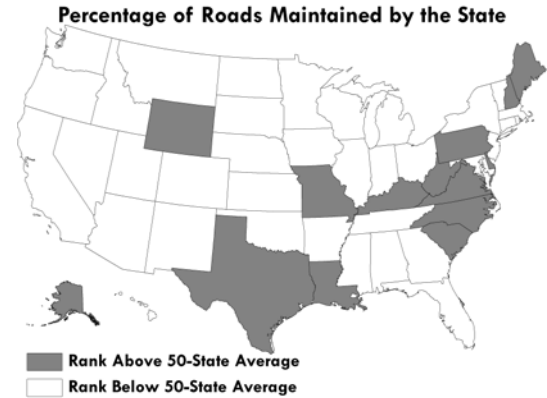 Percentage of Roads Maintained by the State
Rank Above 50-State Average
Rank Below 50-State Average